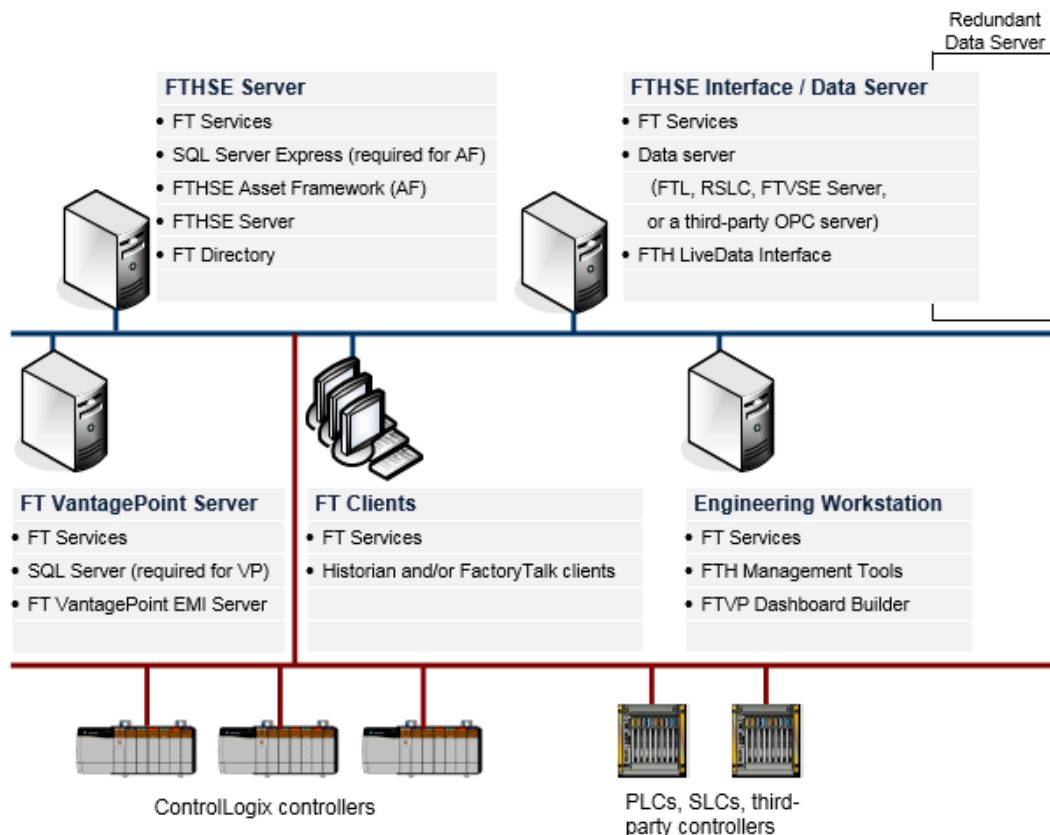 Redundant
Data Server
FTHSE Server
• FT Services
• SQL Server Express (required for AF)
• FTHSE Asset Framework (AF)
• FTHSE Server
• FT Directory
FTHSE Interface / Data Server
• FT Services
• Data server
(FTL, RSLC, FTVSE Server,
or a third-party OPC server)
• FTH LiveData Interface
FT VantagePoint Server
• FT Services
• SQL Server (required for VP)
• FT VantagePoint EMI Server
FT Clients
• FT Services
• Historian and/or FactoryTalk clients
Engineering Workstation
• FT Services
• FTH Management Tools
• FTVP Dashboard Builder
ControlLogix controllers
PLCs, SLCs, third-
party controllers